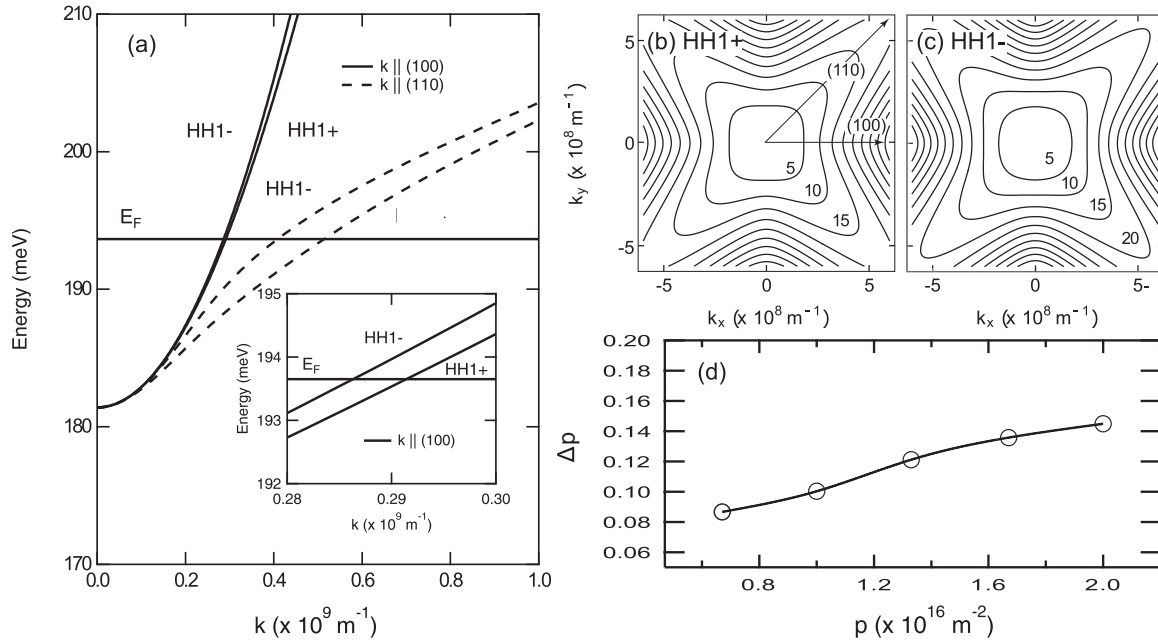 (a)
210
200
190
180
170
Energy (meV)
k || (100)
k || (110)
HH1-
HH1+
HH1-
E_F
0.0
0.2
0.4
0.6
0.8
1.0
k (x 10^9 m^-1)
195
194
193
192
Energy (meV)
HH1-
E_F
HH1+
k || (100)
0.28
0.29
0.30
k (x 10^9 m^-1)
(b) HH1+
(110)
(100)
5
10
15
5
0
-5
k_y (x 10^8 m^-1)
-5
0
5
k_x (x 10^8 m^-1)
(c) HH1-
5
10
15
20
-5
0
5
k_x (x 10^8 m^-1)
(d)
0.20
0.18
0.16
0.14
0.12
0.10
0.08
0.06
Δp
0.8
1.2
1.6
2.0
p (x 10^16 m^-2)